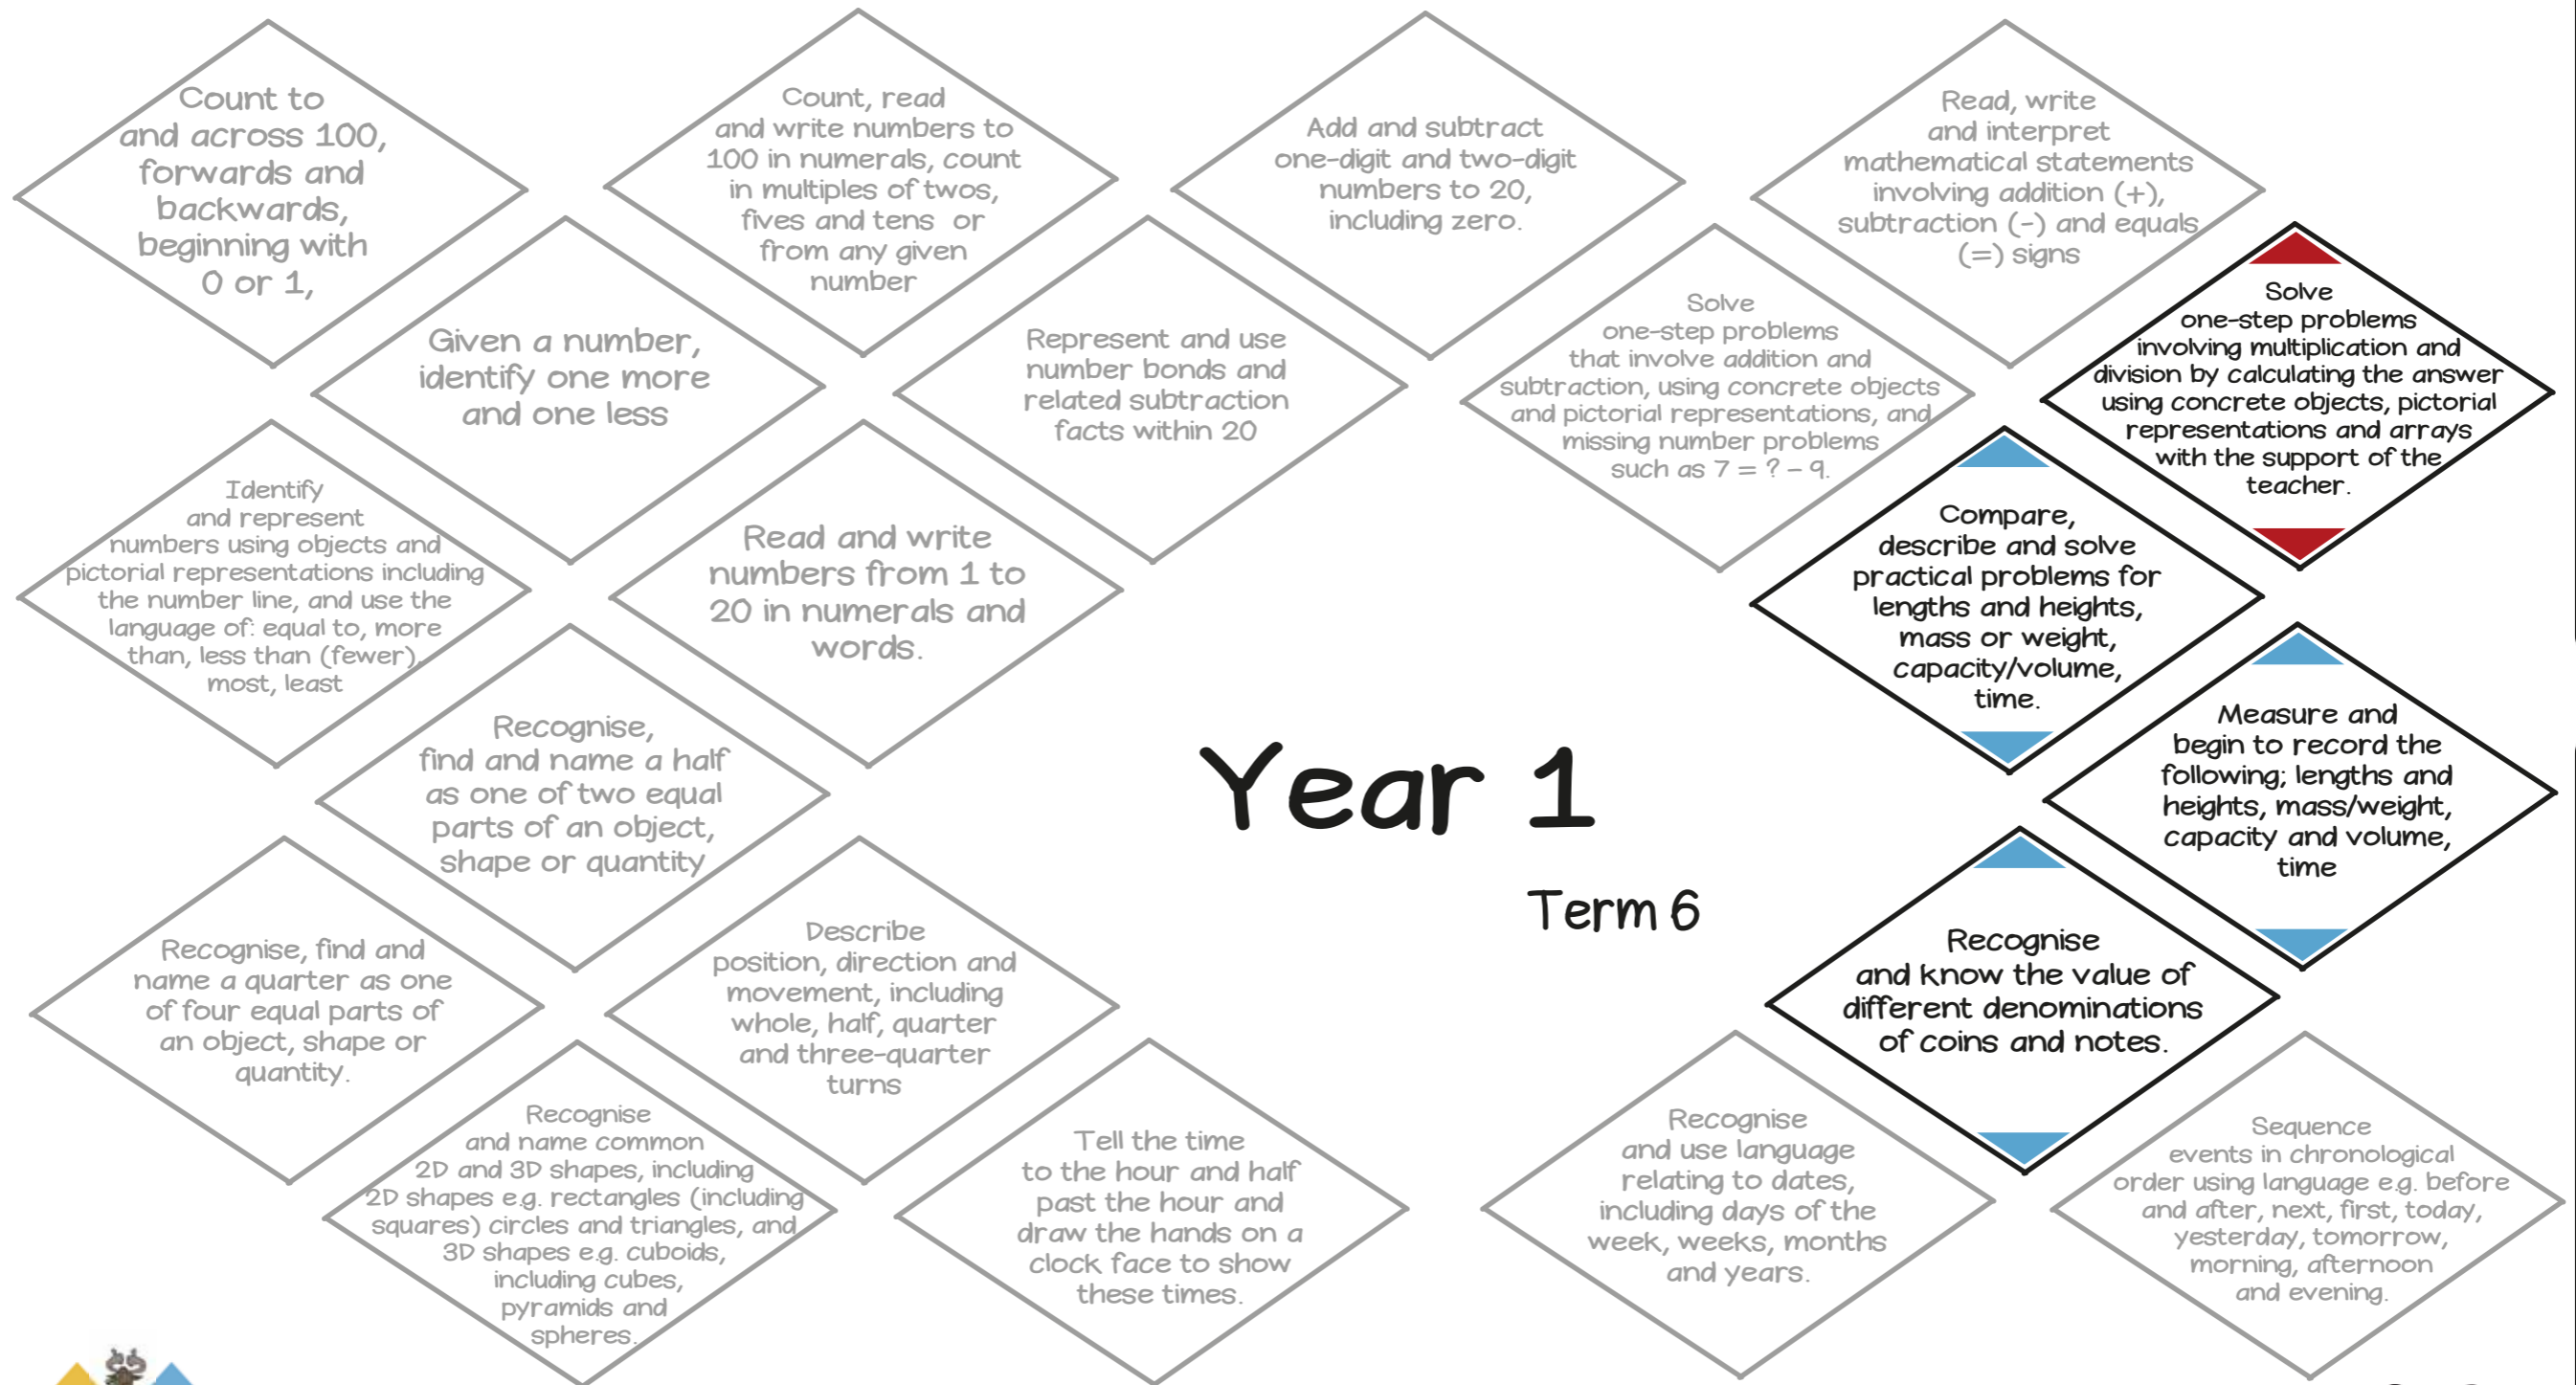 Count to
and across 100,
forwards and
backwards,
beginning with
0 or 1,
Count, read
and write numbers to
100 in numerals, count
in multiples of twos,
fives and tens or
from any given
number
Add and subtract
one-digit and two-digit
numbers to 20,
including zero.
Read, write
and interpret
mathematical statements
involving addition (+),
subtraction (-) and equals
(=) signs
Given a number,
identify one more
and one less
Represent and use
number bonds and
related subtraction
facts within 20
Solve
one-step problems
that involve addition and
subtraction, using concrete objects
and pictorial representations, and
missing number problems
such as 7 = ? – 9.
Solve
one-step problems
involving multiplication and
division by calculating the answer
using concrete objects, pictorial
representations and arrays
with the support of the
teacher.
Identify
and represent
numbers using objects and
pictorial representations including
the number line, and use the
language of: equal to, more
than, less than (fewer),
most, least
Read and write
numbers from 1 to
20 in numerals and
words.
Compare,
describe and solve
practical problems for
lengths and heights,
mass or weight,
capacity/volume,
time.
Recognise,
find and name a half
as one of two equal
parts of an object,
shape or quantity
Year 1
Term 6
Measure and
begin to record the
following; lengths and
heights, mass/weight,
capacity and volume,
time
Recognise, find and
name a quarter as one
of four equal parts of
an object, shape or
quantity.
Describe
position, direction and
movement, including
whole, half, quarter
and three-quarter
turns
Recognise
and know the value of
different denominations
of coins and notes.
Recognise
and name common
2D and 3D shapes, including
2D shapes e.g. rectangles (including
squares) circles and triangles, and
3D shapes e.g. cuboids,
including cubes,
pyramids and
spheres.
Tell the time
to the hour and half
past the hour and
draw the hands on a
clock face to show
these times.
Recognise
and use language
relating to dates,
including days of the
week, weeks, months
and years.
Sequence
events in chronological
order using language e.g. before
and after, next, first, today,
yesterday, tomorrow,
morning, afternoon
and evening.